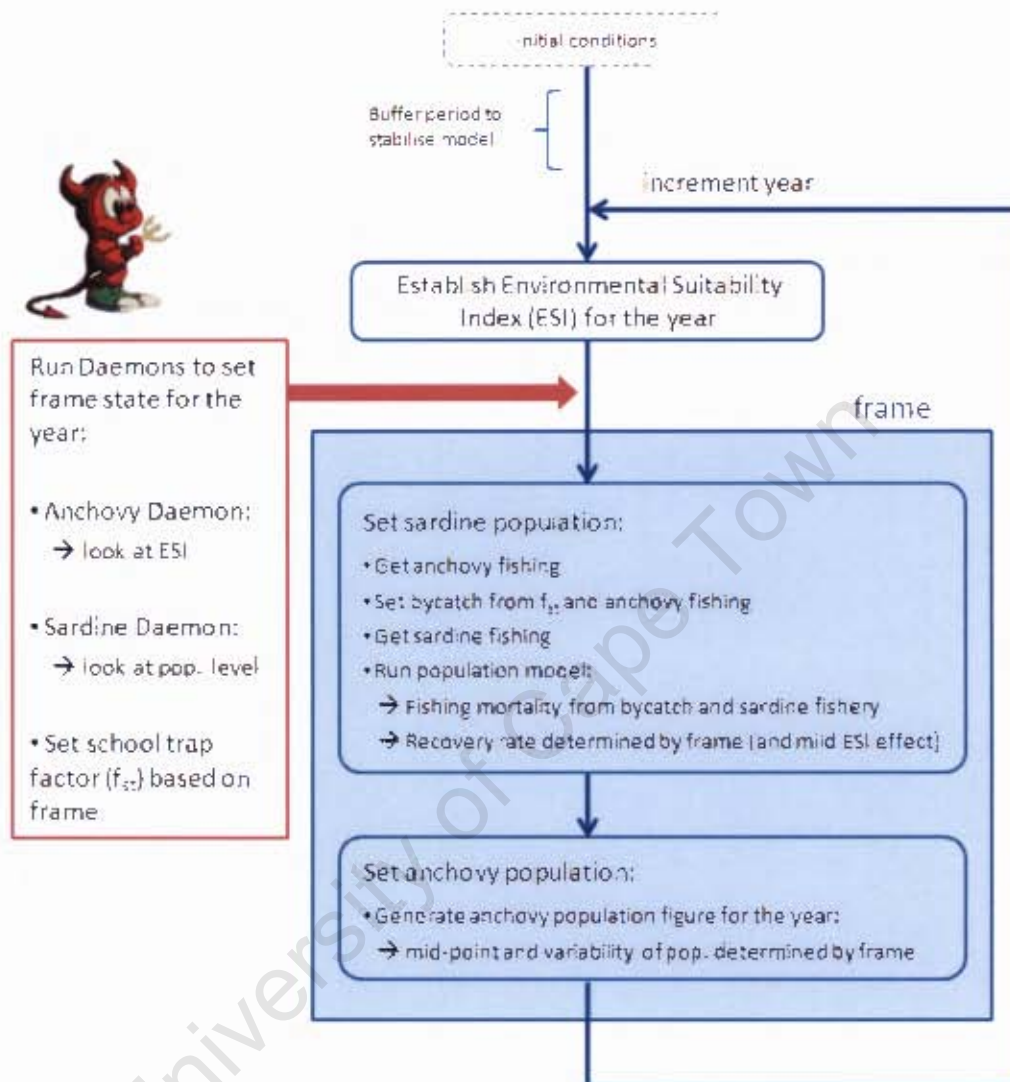 Initial conditions
Buffer period to
stabilise model
increment year
Establish Environmental Suitability
Index (ESI) for the year
Run Daemons to set
frame state for the
year:
• Anchovy Daemon:
→ look at ESI
• Sardine Daemon:
→ look at pop. level
• Set school trap
factor (fST) based on
frame
frame
Set sardine population:
• Get anchovy fishing
• Set bycatch from fST and anchovy fishing
• Get sardine fishing
• Run population model:
→ Fishing mortality from bycatch and sardine fishery
→ Recovery rate determined by frame (and mild ESI effect)
Set anchovy population:
• Generate anchovy population figure for the year:
→ mid-point and variability of pop. determined by frame
University of Cape Town